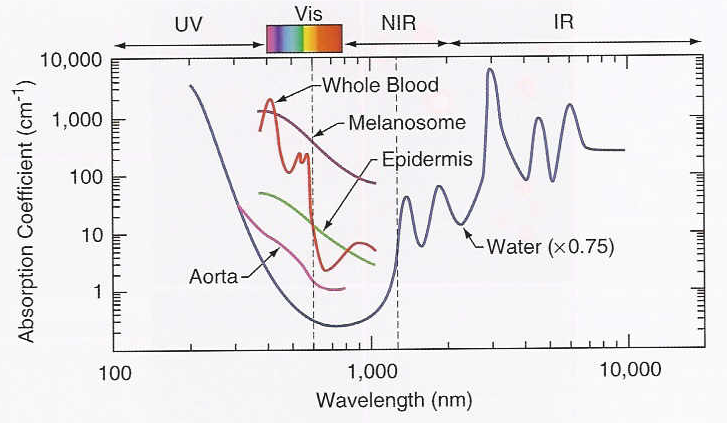 UV
Vis
NIR
IR
10,000
1,000
100
10
1
Absorption Coefficient (cm⁻¹)
Whole Blood
Melanosome
Epidermis
Aorta
Water (×0.75)
100
1,000
10,000
Wavelength (nm)